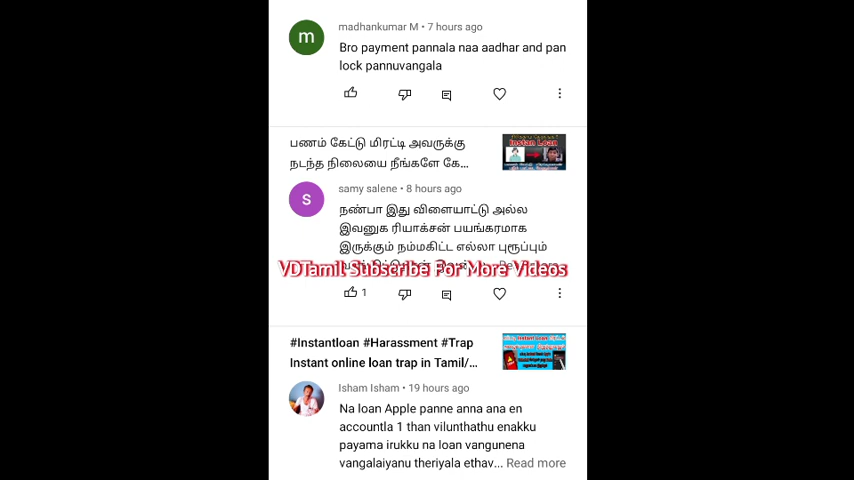 madhankumar M • 7 hours ago
Bro payment pannala naa aadhar and pan
lock pannuvangala
பணம் கேட்டு மிரட்டி அவருக்கு
நடந்த நிலையை நீங்களே கே...
Instan Loan
samy salene • 8 hours ago
நண்பா இது விளையாட்டு அல்ல
இவனுக ரியாக்சன் பயங்கரமாக
இருக்கும் நம்மகிட்ட எல்லா புரூப்பும்
VDTamil Subscribe For More Videos
1
#Instantloan #Harassment #Trap
Instant online loan trap in Tamil/...
Instant Loan
Isham Isham • 19 hours ago
Na loan Apple panne anna ana en
accountla 1 than vilunthathu enakku
payama irukku na loan vangunena
vangalaiyanu theriyala ethav... Read more